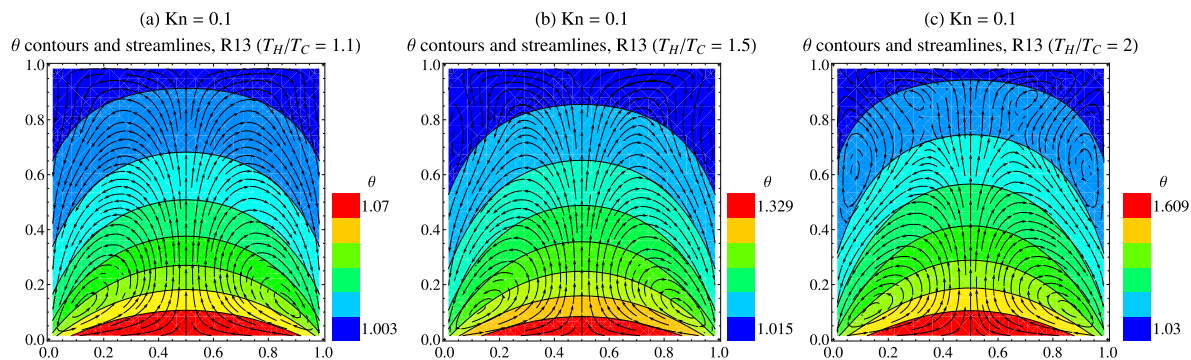 (a) Kn = 0.1
θ contours and streamlines, R13 (T_H/T_C = 1.1)
1.0
0.8
0.6
0.4
0.2
0.0
0.0 0.2 0.4 0.6 0.8 1.0
θ
1.07
1.003
(b) Kn = 0.1
θ contours and streamlines, R13 (T_H/T_C = 1.5)
1.0
0.8
0.6
0.4
0.2
0.0
0.0 0.2 0.4 0.6 0.8 1.0
θ
1.329
1.015
(c) Kn = 0.1
θ contours and streamlines, R13 (T_H/T_C = 2)
1.0
0.8
0.6
0.4
0.2
0.0
0.0 0.2 0.4 0.6 0.8 1.0
θ
1.609
1.03